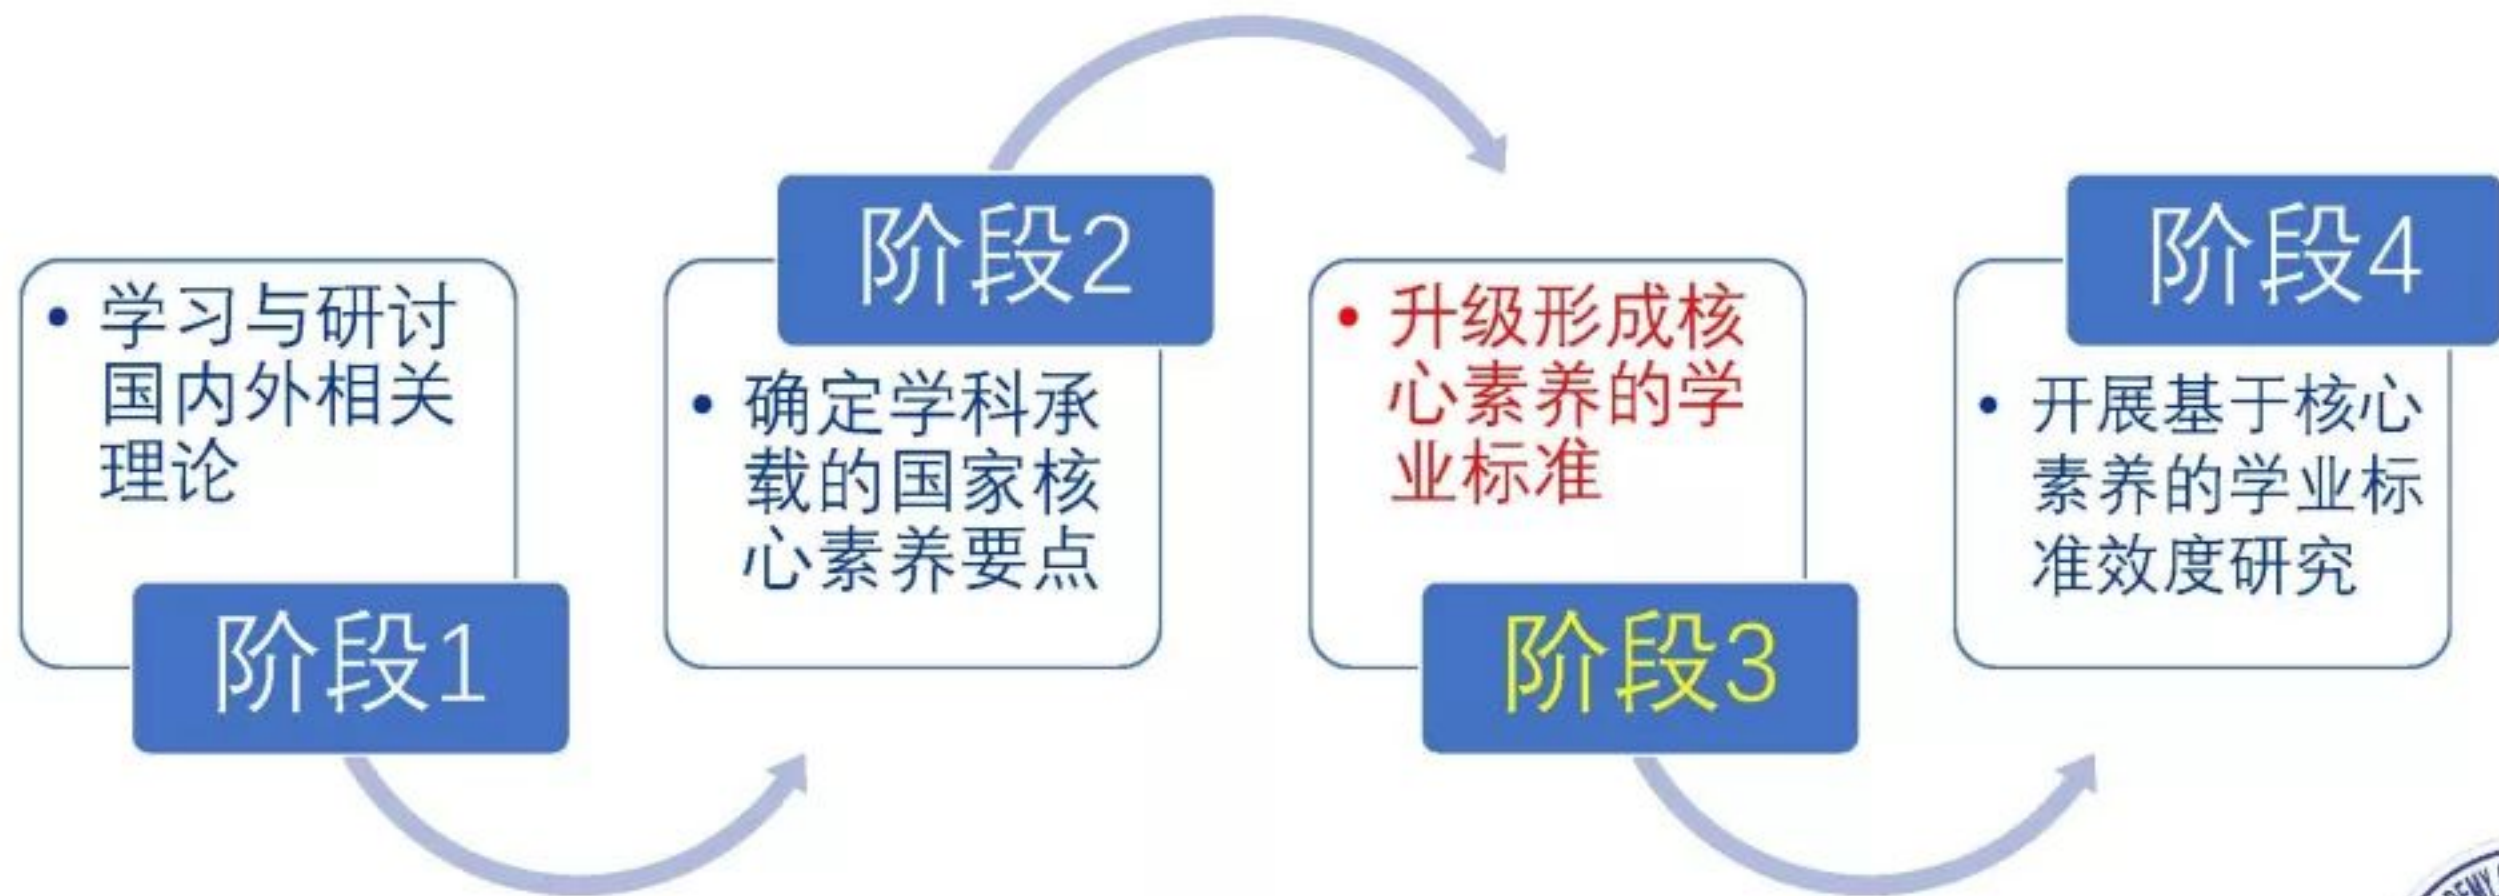 学习与研讨
国内外相关
理论
阶段1
阶段2
确定学科承
载的国家核
心素养要点
升级形成核
心素养的学
业标准
阶段3
阶段4
开展基于核心
素养的学业标
准效度研究